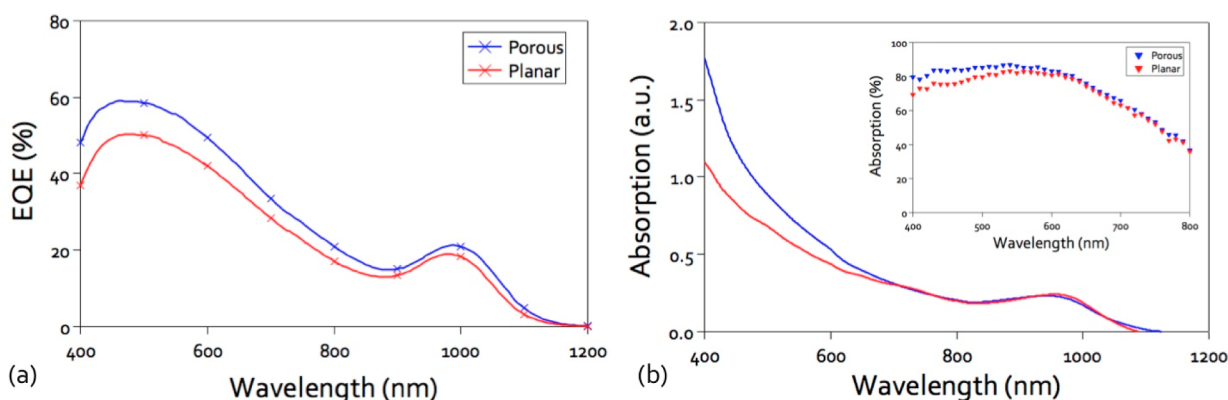 80
60
40
20
0
EQE (%)
Porous
Planar
400
600
800
1000
1200
Wavelength (nm)
(a)
2.0
1.5
1.0
0.5
0.0
Absorption (a.u.)
100
80
60
40
20
0
Absorption (%)
Porous
Planar
400
500
600
700
800
Wavelength (nm)
400
600
800
1000
1200
Wavelength (nm)
(b)